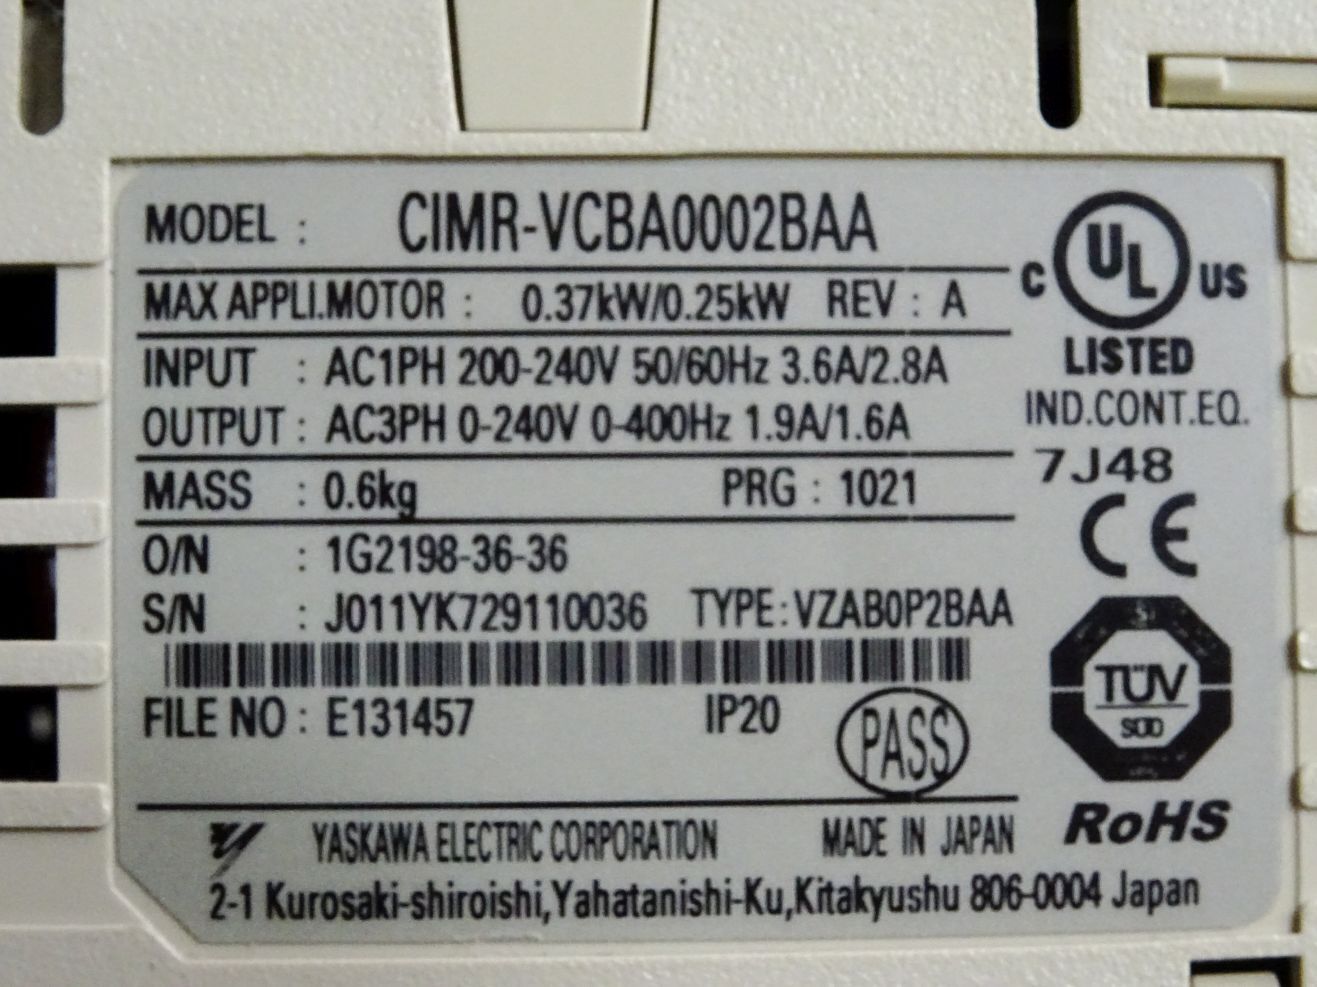 MODEL : CIMR-VCBA0002BAA
MAX APPLI.MOTOR : 0.37kW/0.25kW REV : A
INPUT : AC1PH 200-240V 50/60Hz 3.6A/2.8A
OUTPUT : AC3PH 0-240V 0-400Hz 1.9A/1.6A
MASS : 0.6kg PRG : 1021
O/N : 1G2198-36-36
S/N : J011YK729110036 TYPE : VZAB0P2BAA
FILE NO : E131457 IP20 PASS
YASKAWA ELECTRIC CORPORATION MADE IN JAPAN
2-1 Kurosaki-shiroishi,Yahatanishi-Ku,Kitakyushu 806-0004 Japan
C UL US
LISTED
IND.CONT.EQ.
7J48
CE
TÜV
RoHS